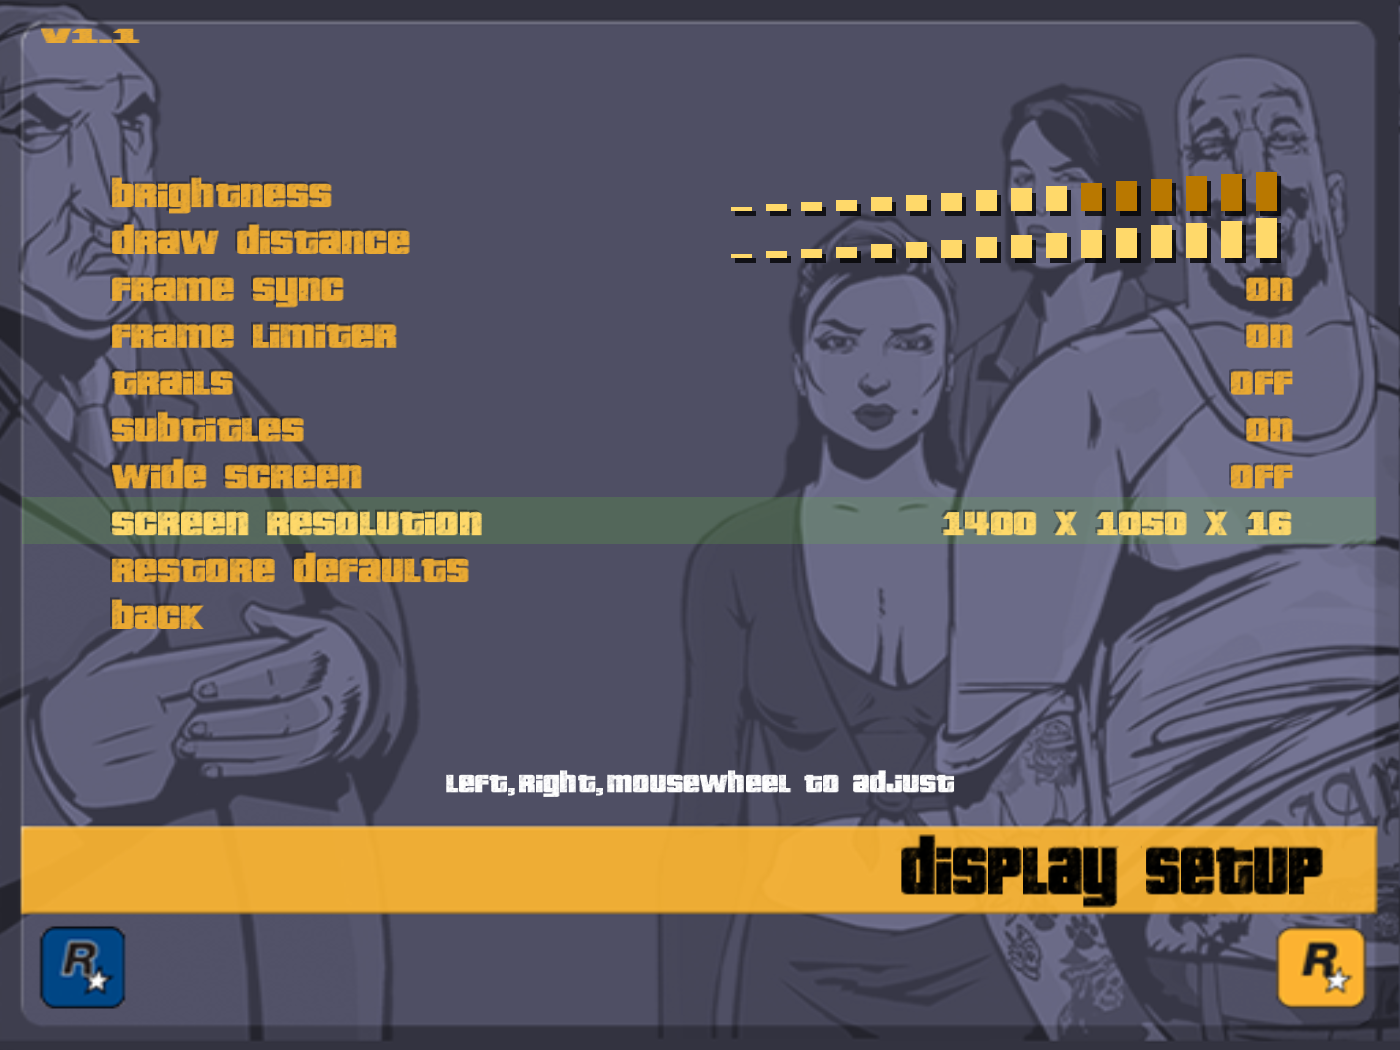 V1.1
brightness
draw distance
frame sync ON
frame limiter ON
trails OFF
subtitles ON
wide screen OFF
screen resolution 1400 X 1050 X 16
restore defaults
back
Left,Right,mousewheel to adjust
display setup
R R